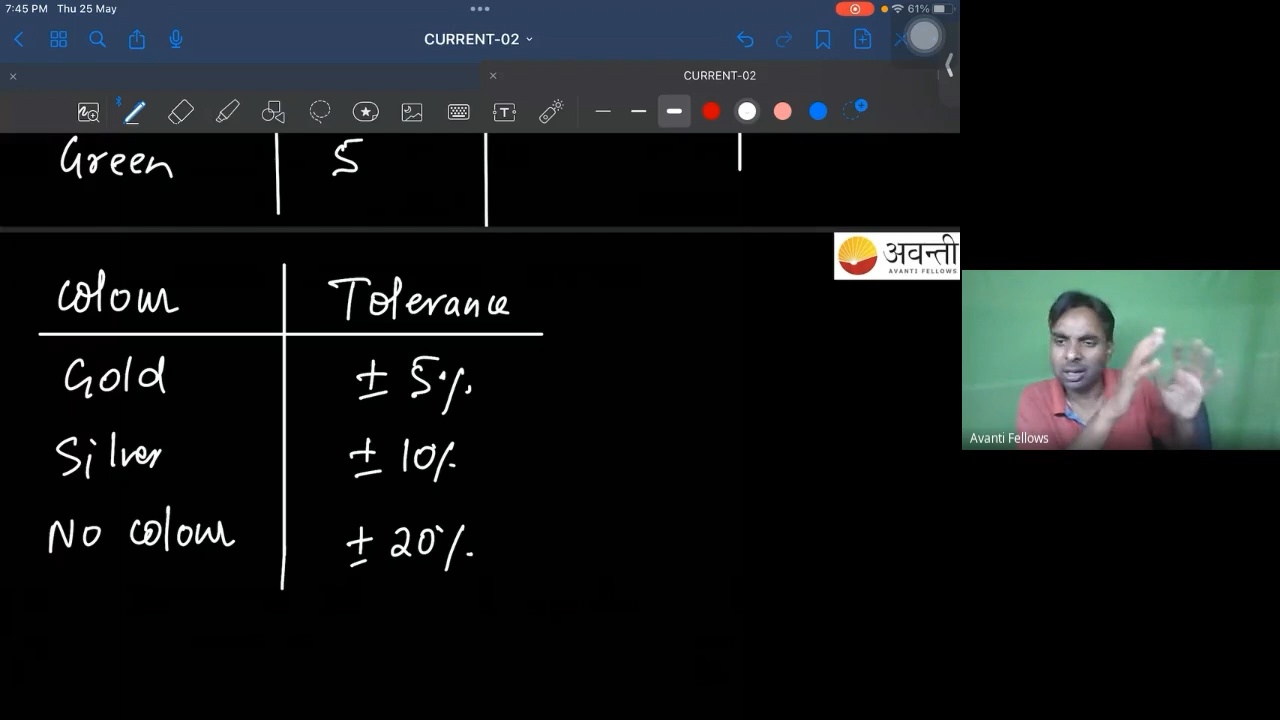 7:45 PM Thu 25 May
61%
CURRENT-02
CURRENT-02
T
Green 5
अवन्ती
AVANTI FELLOWS
Colour Tolerance
Gold ± 5%
Silver ± 10%
No colour ± 20%
Avanti Fellows